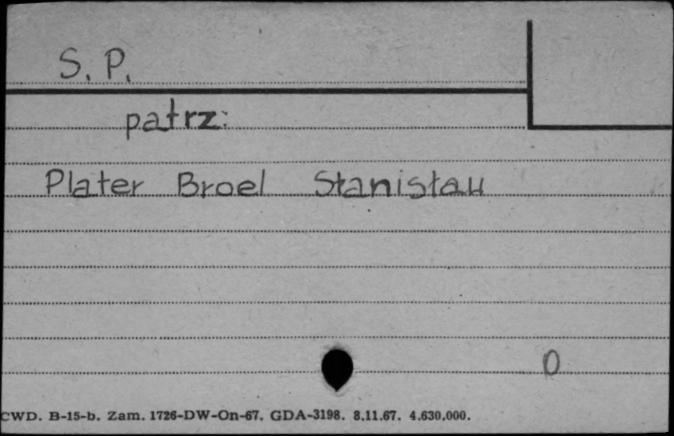 S. P.
patrz:
Plater Broel Stanisław
0
CWD. B-15-b. Zam. 1726-DW-On-67. GDA-3198. 8.11.67. 4.630.000.